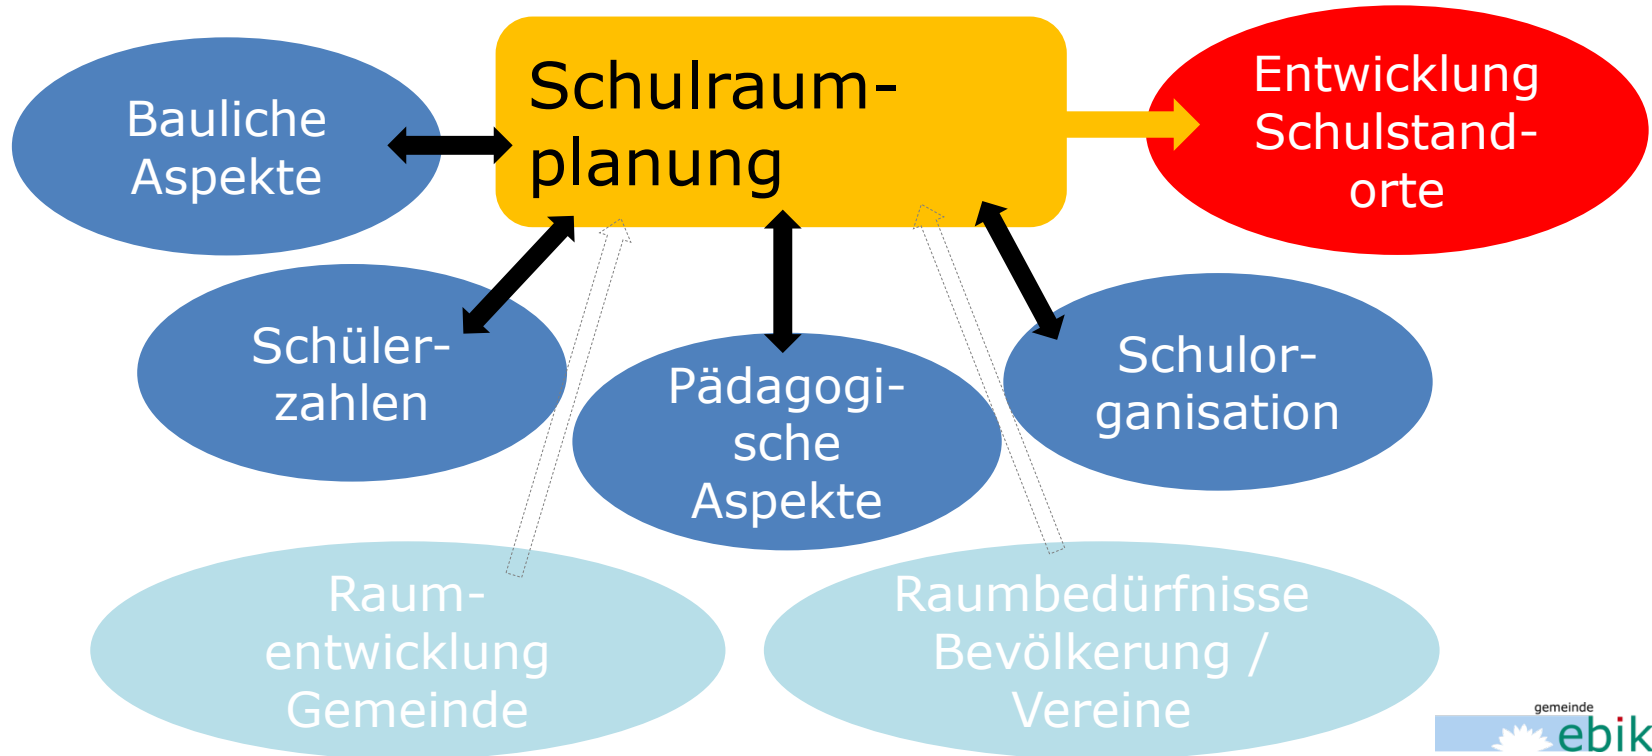 Bauliche
Aspekte
Schulraum-
planung
Entwicklung
Schulstand-
orte
Schüler-
zahlen
Pädagogi-
sche
Aspekte
Schulor-
ganisation
Raum-
entwicklung
Gemeinde
Raumbedürfnisse
Bevölkerung /
Vereine
gemeinde
ebik